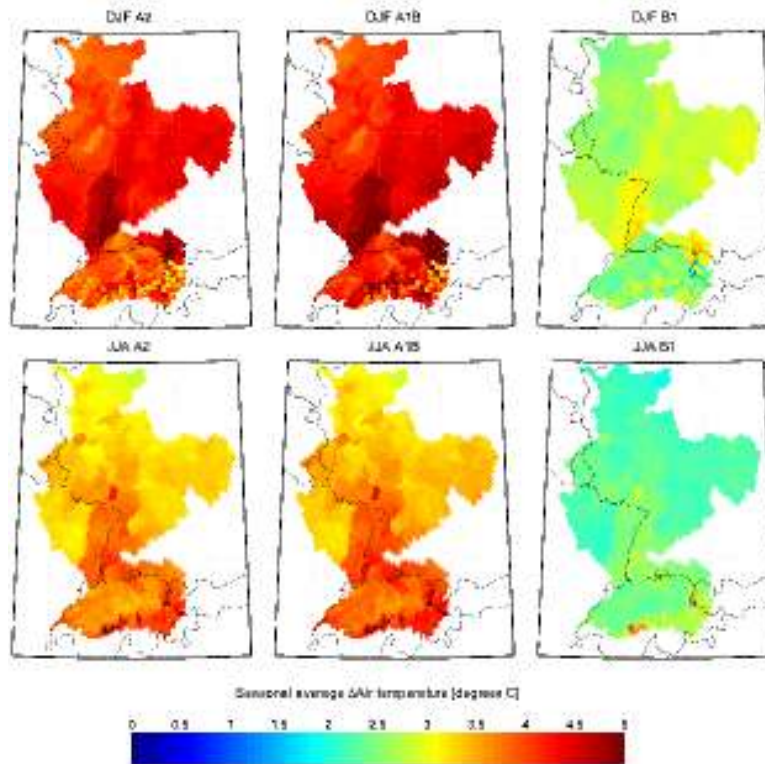 DJF A2 DJF A1B DJF B1
JJA A2 JJA A1B JJA B1
Seasonal average ΔAir temperature [degrees C]
0 0.5 1 1.5 2 2.5 3 3.5 4 4.5 5